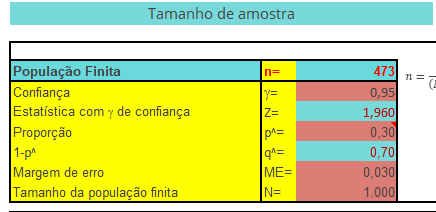 Tamanho de amostra
População Finita n= 473 n =
Confiança γ= 0,95
Estatística com γ de confiança Z= 1,960
Proporção p^= 0,30
1-p^ q^= 0,70
Margem de erro ME= 0,030
Tamanho da população finita N= 1.000